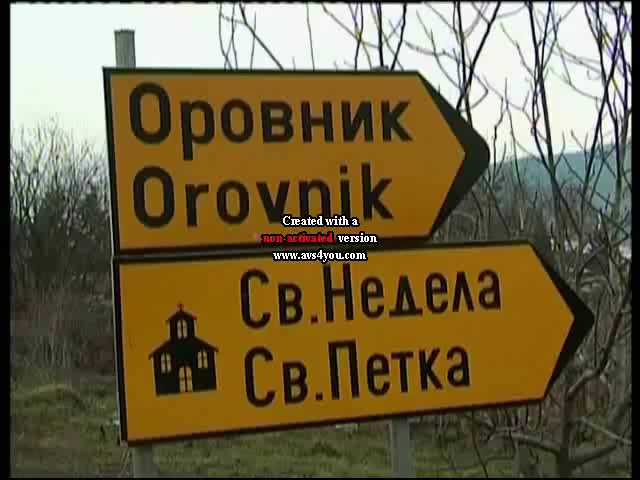 Оровник
Orovnik
Created with a
non-activated version
www.avs4you.com
Св.Недела
Св.Петка